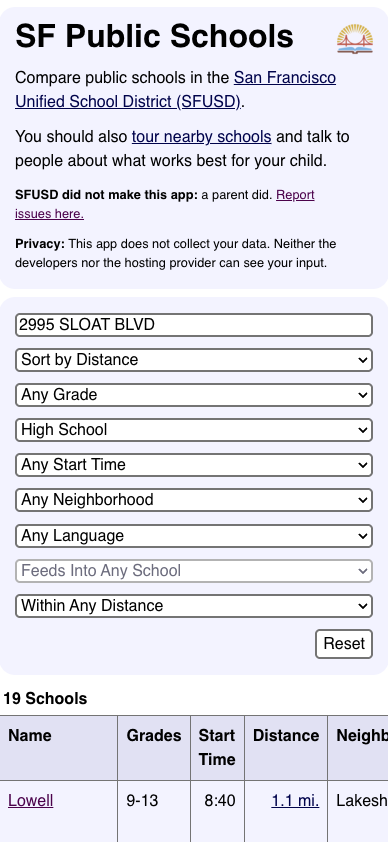 SF Public Schools
Compare public schools in the San Francisco
Unified School District (SFUSD).
You should also tour nearby schools and talk to
people about what works best for your child.
SFUSD did not make this app: a parent did. Report
issues here.
Privacy: This app does not collect your data. Neither the
developers nor the hosting provider can see your input.
2995 SLOAT BLVD
Sort by Distance
Any Grade
High School
Any Start Time
Any Neighborhood
Any Language
Feeds Into Any School
Within Any Distance
Reset
19 Schools
Name Grades Start Time Distance Neighb
Lowell 9-13 8:40 1.1 mi. Lakesh